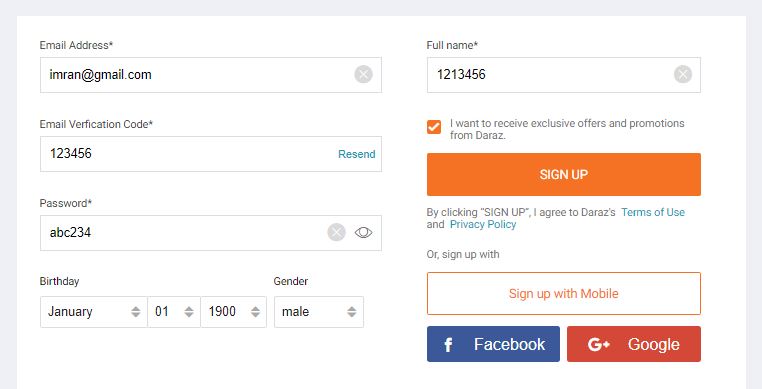 Email Address*
imran@gmail.com
Email Verfication Code*
123456 Resend
Password*
abc234
Birthday Gender
January 01 1900 male
Full name*
1213456
I want to receive exclusive offers and promotions
from Daraz.
SIGN UP
By clicking "SIGN UP", I agree to Daraz's Terms of Use
and Privacy Policy
Or, sign up with
Sign up with Mobile
f Facebook G+ Google